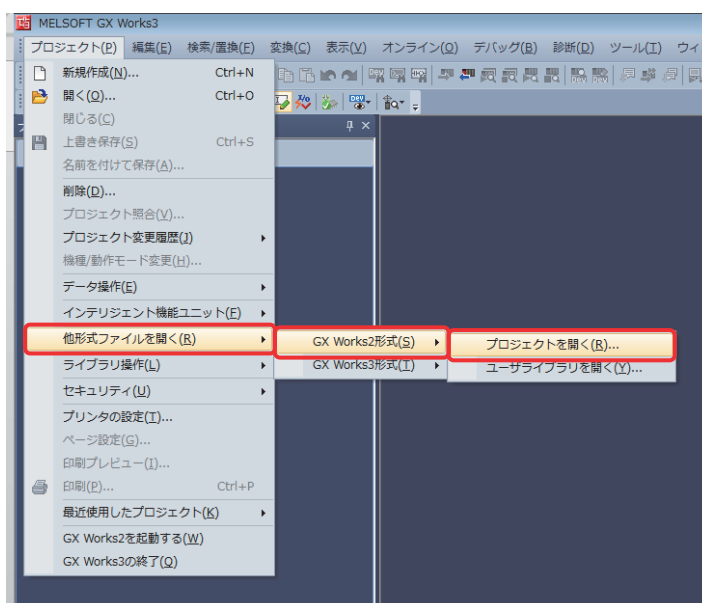 MELSOFT GX Works3
プロジェクト(P) 編集(E) 検索/置換(F) 変換(C) 表示(V) オンライン(O) デバッグ(B) 診断(D) ツール(T) ウィ
新規作成(N)... Ctrl+N
開く(O)... Ctrl+O
閉じる(C)
上書き保存(S) Ctrl+S
名前を付けて保存(A)...
削除(D)...
プロジェクト照合(V)...
プロジェクト変更履歴(J)
機種/動作モード変更(H)...
データ操作(E)
インテリジェント機能ユニット(F)
他形式ファイルを開く(R) GX Works2形式(S) プロジェクトを開く(R)...
ライブラリ操作(L) GX Works3形式(T) ユーザライブラリを開く(Y)...
セキュリティ(U)
プリンタの設定(T)...
ページ設定(G)...
印刷プレビュー(I)...
印刷(P)... Ctrl+P
最近使用したプロジェクト(K)
GX Works2を起動する(W)
GX Works3の終了(Q)